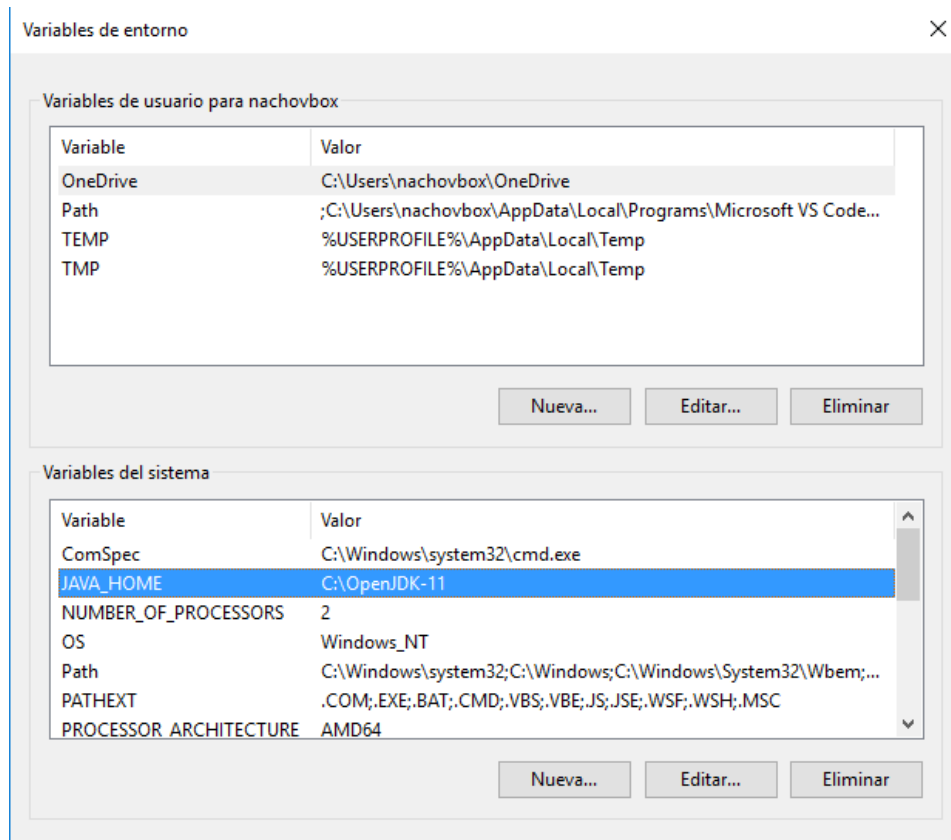 Variables de entorno
Variables de usuario para nachovbox
Variable Valor
OneDrive C:\Users\nachovbox\OneDrive
Path ;C:\Users\nachovbox\AppData\Local\Programs\Microsoft VS Code...
TEMP %USERPROFILE%\AppData\Local\Temp
TMP %USERPROFILE%\AppData\Local\Temp
Nueva... Editar... Eliminar
Variables del sistema
Variable Valor
ComSpec C:\Windows\system32\cmd.exe
JAVA_HOME C:\OpenJDK-11
NUMBER_OF_PROCESSORS 2
OS Windows_NT
Path C:\Windows\system32;C:\Windows;C:\Windows\System32\Wbem;...
PATHEXT .COM;.EXE;.BAT;.CMD;.VBS;.VBE;.JS;.JSE;.WSF;.WSH;.MSC
PROCESSOR_ARCHITECTURE AMD64
Nueva... Editar... Eliminar